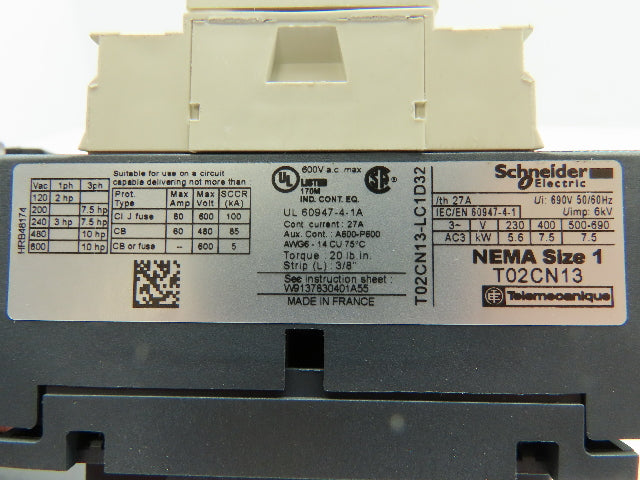 HRB46174
Vac 1ph 3ph
120 2 hp
200 7.5 hp
240 3 hp 7.5 hp
480 10 hp
600 10 hp
Suitable for use on a circuit
capable delivering not more than
Prot. Type Max Amp Max Volt SCCR (kA)
Cl J fuse 60 600 100
CB 60 480 85
CB or fuse - 600 5
UL LISTED 170M
600V a.c. max
IND. CONT. EQ.
SA
UL 60947-4-1A
Cont current : 27A
Aux. Cont. : A600-P600
AWG6 - 14 CU 75°C
Torque : 20 lb in.
Strip (L) : 3/8"
See instruction sheet :
W9137630401A55
MADE IN FRANCE
T02CN13-LC1D32
Schneider
Electric
Ith 27A Ui: 690V 50/60Hz
IEC/EN 60947-4-1 Uimp: 6kV
3~ V 230 400 500-690
AC3 kW 5.6 7.5 7.5
NEMA Size 1
T02CN13
Telemecanique